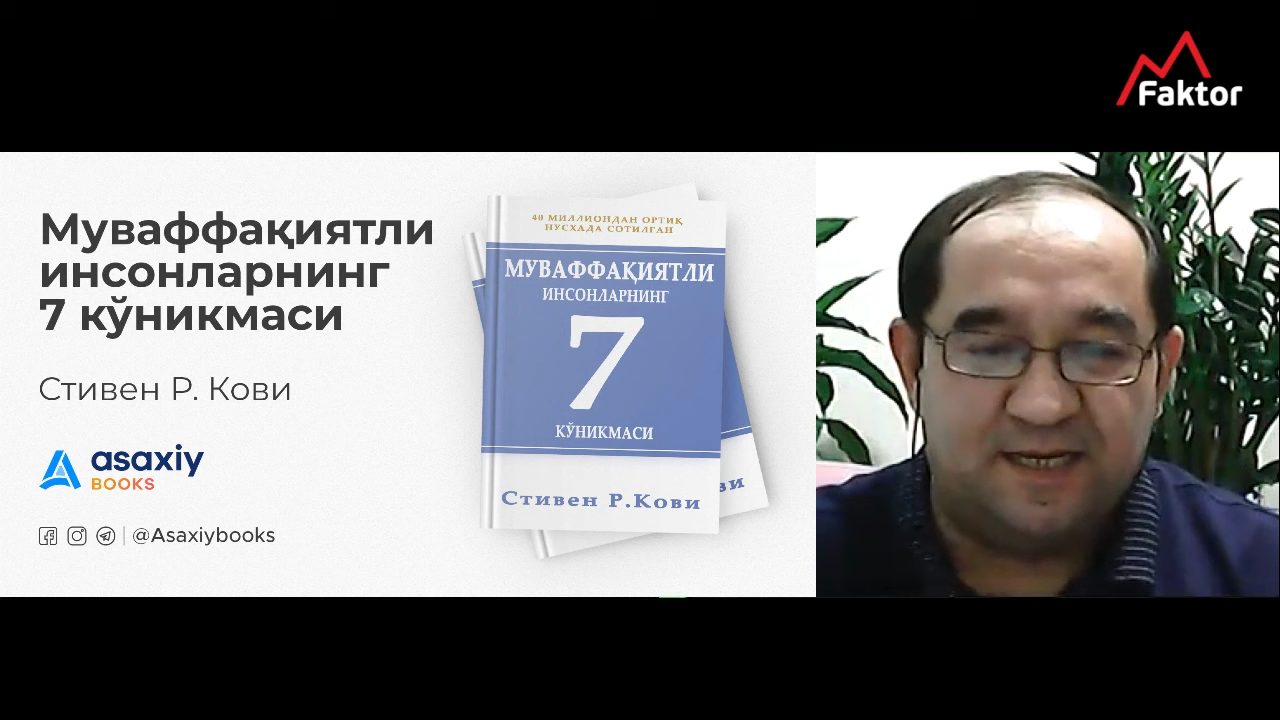 Faktor
Муваффақиятли
инсонларнинг
7 кўникмаси
Стивен Р. Кови
asaxiy
BOOKS
@Asaxiybooks
40 МИЛЛИОНДАН ОРТИҚ
НУСХАДА СОТИЛГАН
МУВАФФАҚИЯТЛИ
ИНСОНЛАРНИНГ
7
КЎНИКМАСИ
Стивен Р.Кови
ви